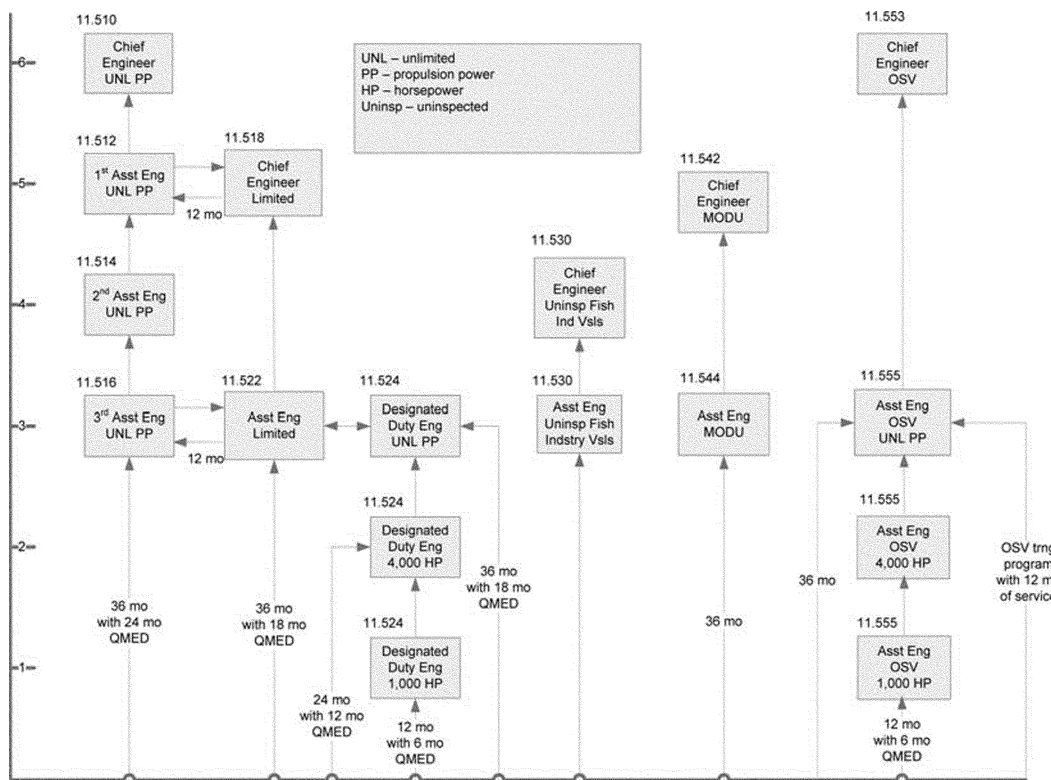 11.510
Chief
Engineer
UNL PP
11.553
Chief
Engineer
OSV
UNL – unlimited
PP – propulsion power
HP – horsepower
Uninsp – uninspected
6
11.512
1st Asst Eng
UNL PP
11.518
Chief
Engineer
Limited
12 mo
11.542
Chief
Engineer
MODU
5
11.514
2nd Asst Eng
UNL PP
11.530
Chief
Engineer
Uninsp Fish
Ind Vsls
4
11.516
3rd Asst Eng
UNL PP
11.522
Asst Eng
Limited
12 mo
11.524
Designated
Duty Eng
UNL PP
11.530
Asst Eng
Uninsp Fish
Indstry Vsls
11.544
Asst Eng
MODU
11.555
Asst Eng
OSV
UNL PP
3
11.524
Designated
Duty Eng
4,000 HP
11.555
Asst Eng
OSV
4,000 HP
2
36 mo
with 24 mo
QMED
36 mo
with 18 mo
QMED
36 mo
with 18 mo
QMED
36 mo
36 mo
OSV trng
program
with 12 m
of service
11.524
Designated
Duty Eng
1,000 HP
11.555
Asst Eng
OSV
1,000 HP
1
24 mo
with 12 mo
QMED
12 mo
with 6 mo
QMED
12 mo
with 6 mo
QMED